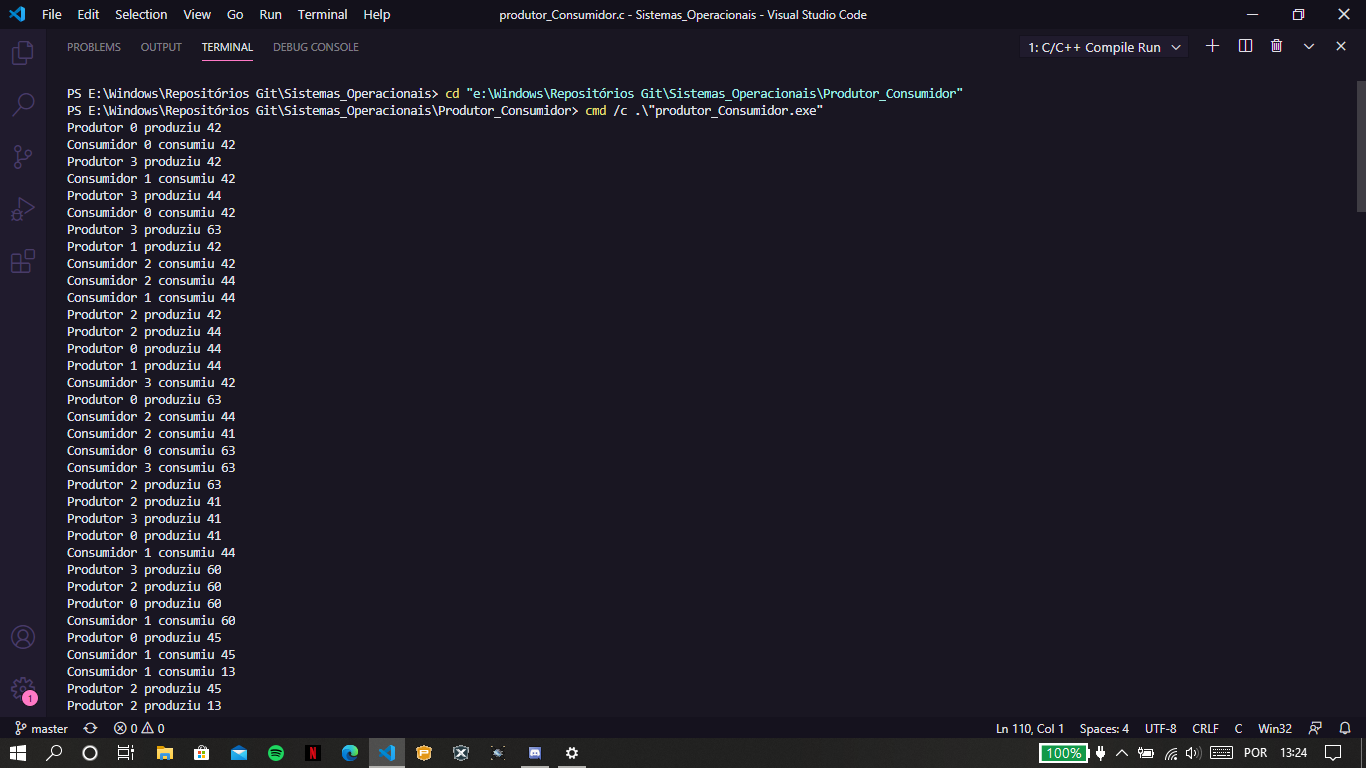 File Edit Selection View Go Run Terminal Help produtor_Consumidor.c - Sistemas_Operacionais - Visual Studio Code
PROBLEMS OUTPUT TERMINAL DEBUG CONSOLE 1: C/C++ Compile Run
PS E:\Windows\Repositórios Git\Sistemas_Operacionais> cd "e:\Windows\Repositórios Git\Sistemas_Operacionais\Produtor_Consumidor"
PS E:\Windows\Repositórios Git\Sistemas_Operacionais\Produtor_Consumidor> cmd /c .\"produtor_Consumidor.exe"
Produtor 0 produziu 42
Consumidor 0 consumiu 42
Produtor 3 produziu 42
Consumidor 1 consumiu 42
Produtor 3 produziu 44
Consumidor 0 consumiu 42
Produtor 3 produziu 63
Produtor 1 produziu 42
Consumidor 2 consumiu 42
Consumidor 2 consumiu 44
Consumidor 1 consumiu 44
Produtor 2 produziu 42
Produtor 2 produziu 44
Produtor 0 produziu 44
Produtor 1 produziu 44
Consumidor 3 consumiu 42
Produtor 0 produziu 63
Consumidor 2 consumiu 44
Consumidor 2 consumiu 41
Consumidor 0 consumiu 63
Consumidor 3 consumiu 63
Produtor 2 produziu 63
Produtor 2 produziu 41
Produtor 3 produziu 41
Produtor 0 produziu 41
Consumidor 1 consumiu 44
Produtor 3 produziu 60
Produtor 2 produziu 60
Produtor 0 produziu 60
Consumidor 1 consumiu 60
Produtor 0 produziu 45
Consumidor 1 consumiu 45
Consumidor 1 consumiu 13
Produtor 2 produziu 45
Produtor 2 produziu 13
1
master 0 0 Ln 110, Col 1 Spaces: 4 UTF-8 CRLF C Win32
100% POR 13:24